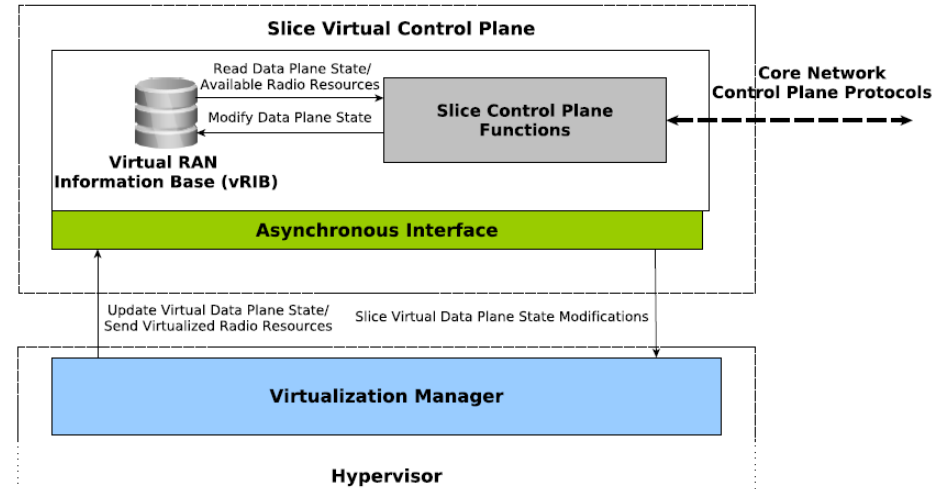 Slice Virtual Control Plane
Read Data Plane State/
Available Radio Resources
Modify Data Plane State
Slice Control Plane
Functions
Core Network
Control Plane Protocols
Virtual RAN
Information Base (vRIB)
Asynchronous Interface
Update Virtual Data Plane State/
Send Virtualized Radio Resources
Slice Virtual Data Plane State Modifications
Virtualization Manager
Hypervisor